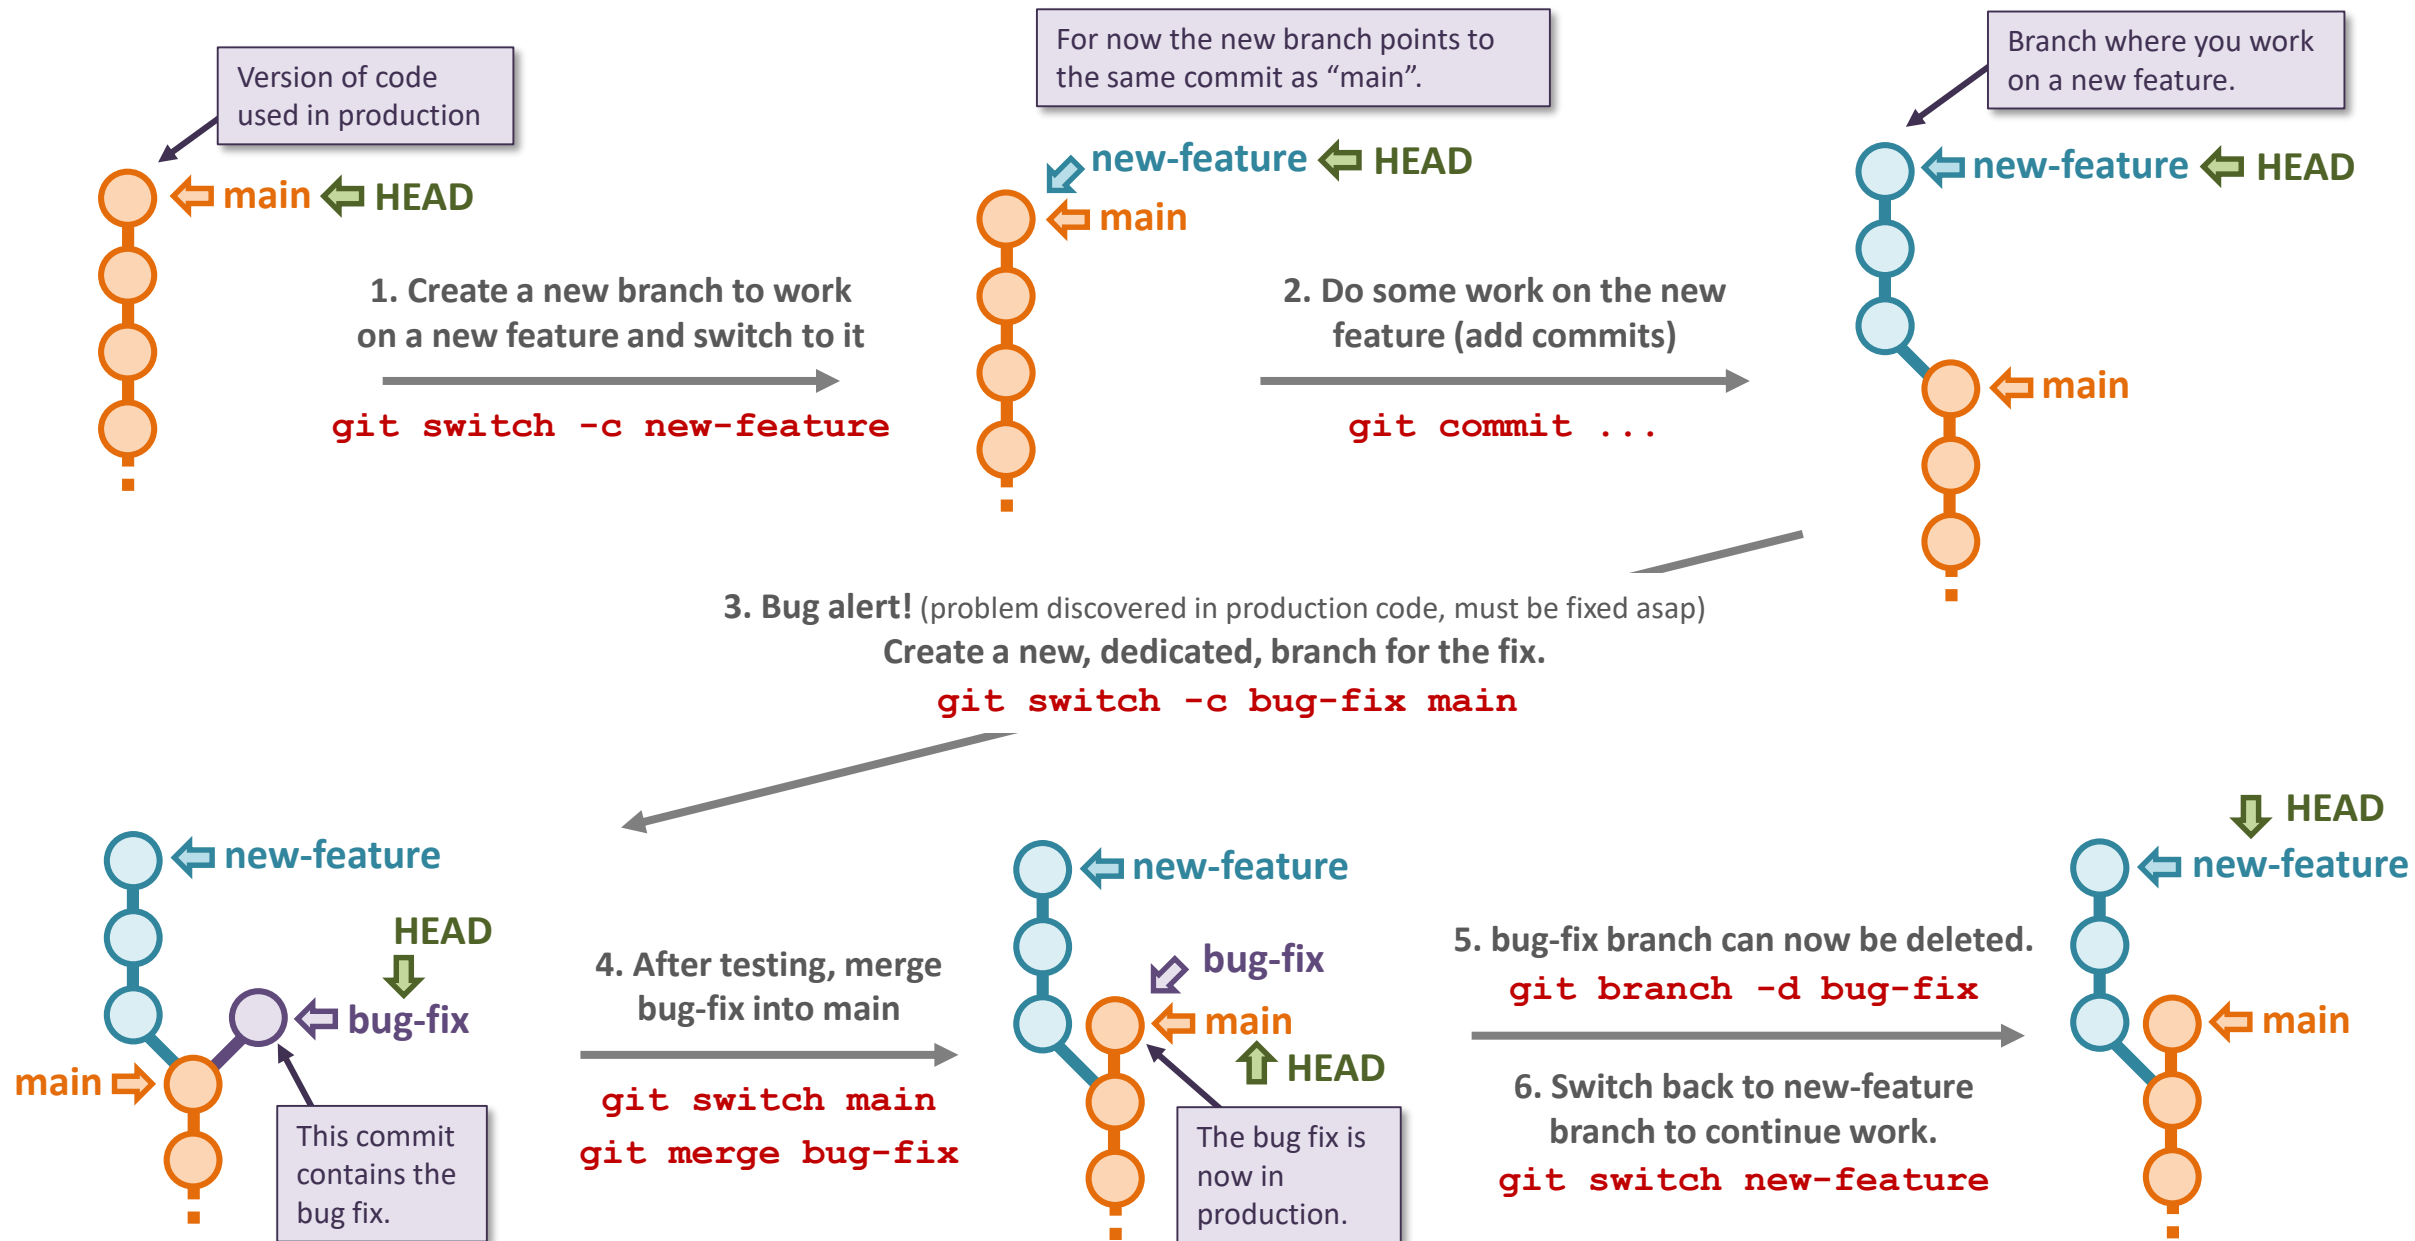 Version of code
used in production
main HEAD
For now the new branch points to
the same commit as “main”.
new-feature HEAD
main
Branch where you work
on a new feature.
new-feature HEAD
main
1. Create a new branch to work
on a new feature and switch to it
git switch -c new-feature
2. Do some work on the new
feature (add commits)
git commit ...
3. Bug alert! (problem discovered in production code, must be fixed asap)
Create a new, dedicated, branch for the fix.
git switch -c bug-fix main
new-feature
HEAD
bug-fix
main
This commit
contains the
bug fix.
4. After testing, merge
bug-fix into main
git switch main
git merge bug-fix
new-feature
bug-fix
main
HEAD
The bug fix is
now in
production.
5. bug-fix branch can now be deleted.
git branch -d bug-fix
6. Switch back to new-feature
branch to continue work.
git switch new-feature
HEAD
new-feature
main